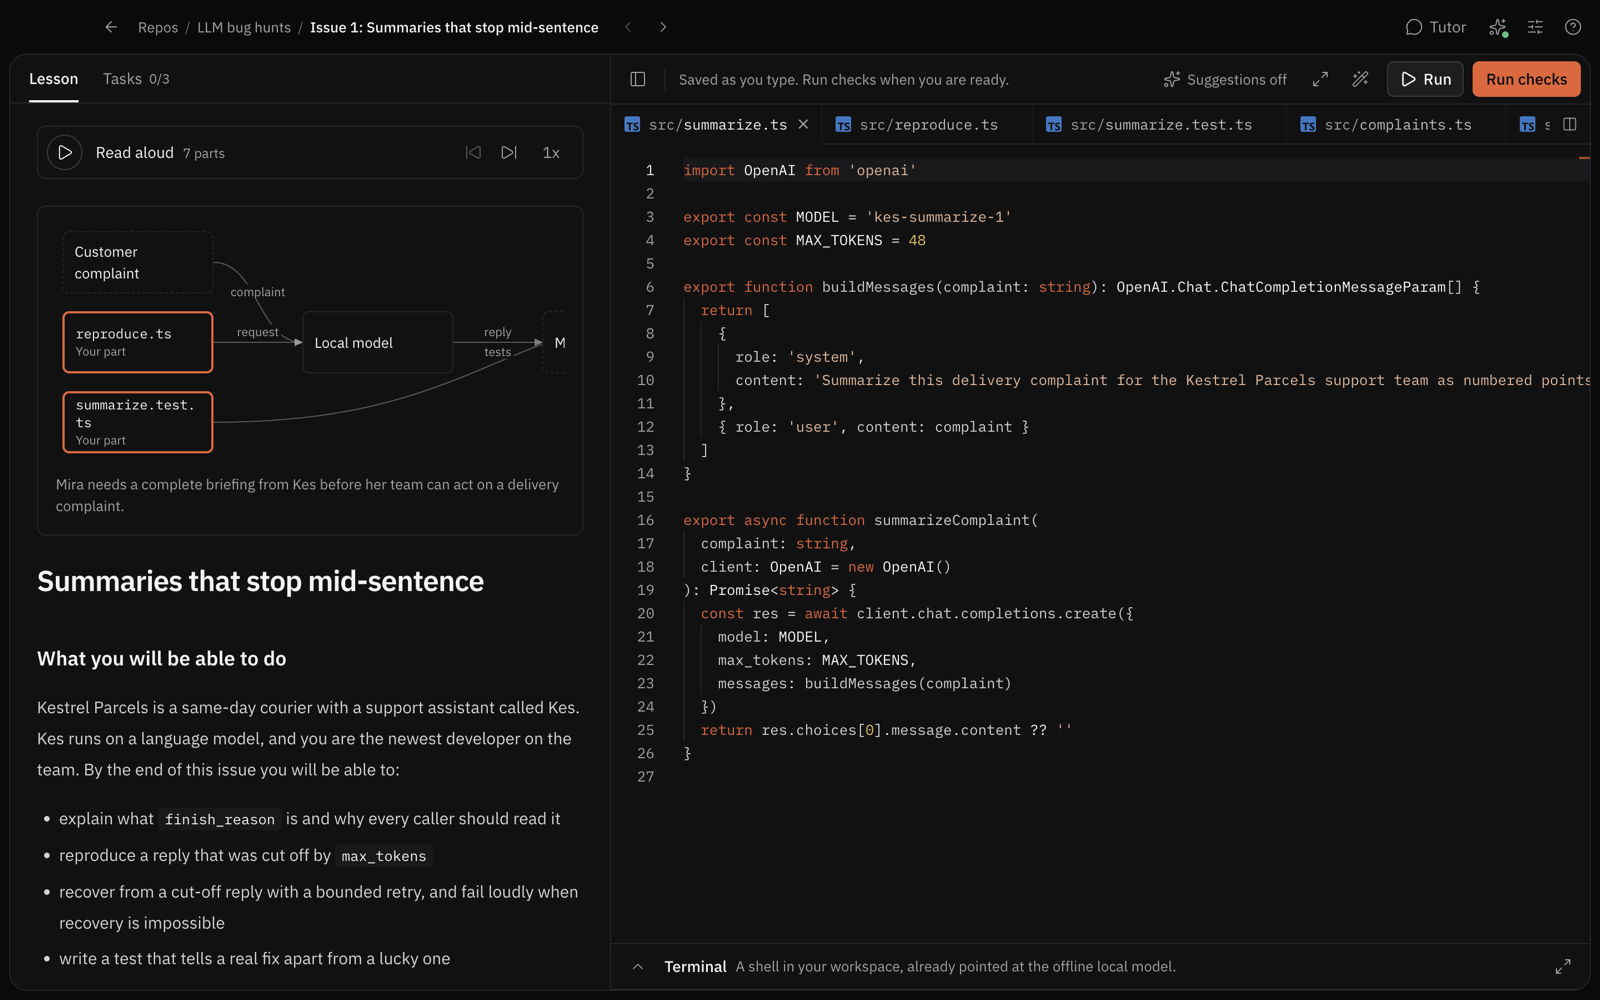 Repos / LLM bug hunts / Issue 1: Summaries that stop mid-sentence
Tutor
Lesson
Tasks 0/3
Read aloud 7 parts
1x
Customer
complaint
complaint
reproduce.ts
Your part
request
Local model
reply
tests
M
summarize.test.
ts
Your part
Mira needs a complete briefing from Kes before her team can act on a delivery
complaint.
Summaries that stop mid-sentence
What you will be able to do
Kestrel Parcels is a same-day courier with a support assistant called Kes.
Kes runs on a language model, and you are the newest developer on the
team. By the end of this issue you will be able to:
• explain what finish_reason is and why every caller should read it
• reproduce a reply that was cut off by max_tokens
• recover from a cut-off reply with a bounded retry, and fail loudly when
recovery is impossible
• write a test that tells a real fix apart from a lucky one
Saved as you type. Run checks when you are ready.
Suggestions off
Run
Run checks
TS src/summarize.ts
TS src/reproduce.ts
TS src/summarize.test.ts
TS src/complaints.ts
TS s
1 import OpenAI from 'openai'
2
3 export const MODEL = 'kes-summarize-1'
4 export const MAX_TOKENS = 48
5
6 export function buildMessages(complaint: string): OpenAI.Chat.ChatCompletionMessageParam[] {
7 return [
8 {
9 role: 'system',
10 content: 'Summarize this delivery complaint for the Kestrel Parcels support team as numbered points
11 },
12 { role: 'user', content: complaint }
13 ]
14 }
15
16 export async function summarizeComplaint(
17 complaint: string,
18 client: OpenAI = new OpenAI()
19 ): Promise<string> {
20 const res = await client.chat.completions.create({
21 model: MODEL,
22 max_tokens: MAX_TOKENS,
23 messages: buildMessages(complaint)
24 })
25 return res.choices[0].message.content ?? ''
26 }
27
Terminal A shell in your workspace, already pointed at the offline local model.